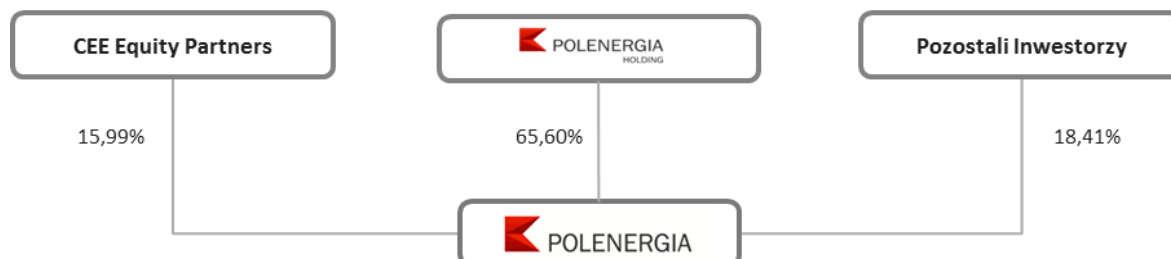 CEE Equity Partners
POLENERGIA
HOLDING
Pozostali Inwestorzy
15,99%
65,60%
18,41%
POLENERGIA